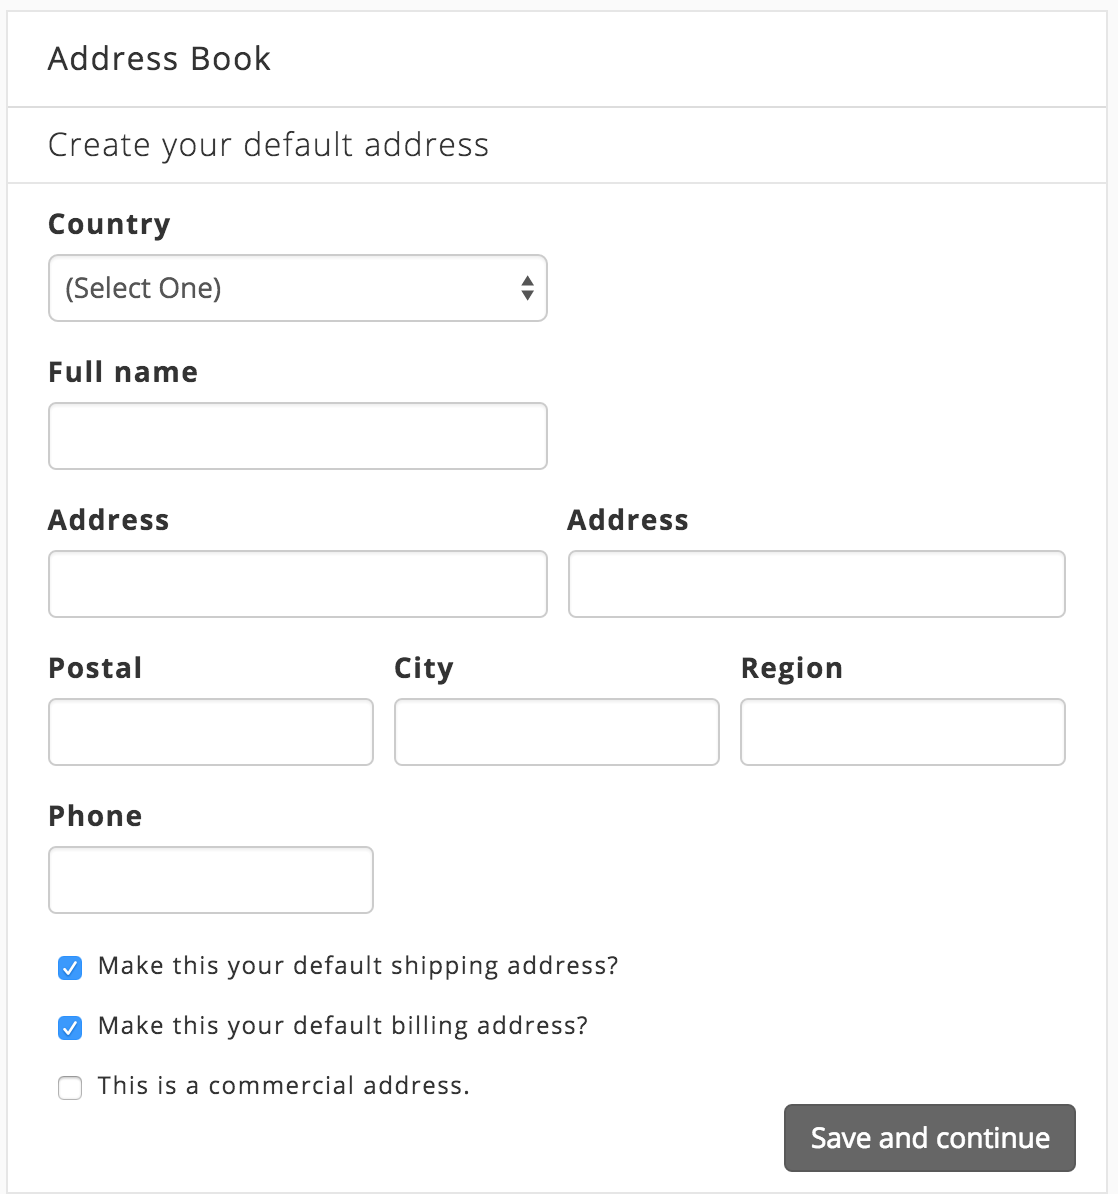 Address Book
Create your default address
Country
(Select One)
Full name
Address Address
Postal City Region
Phone
Make this your default shipping address?
Make this your default billing address?
This is a commercial address.
Save and continue